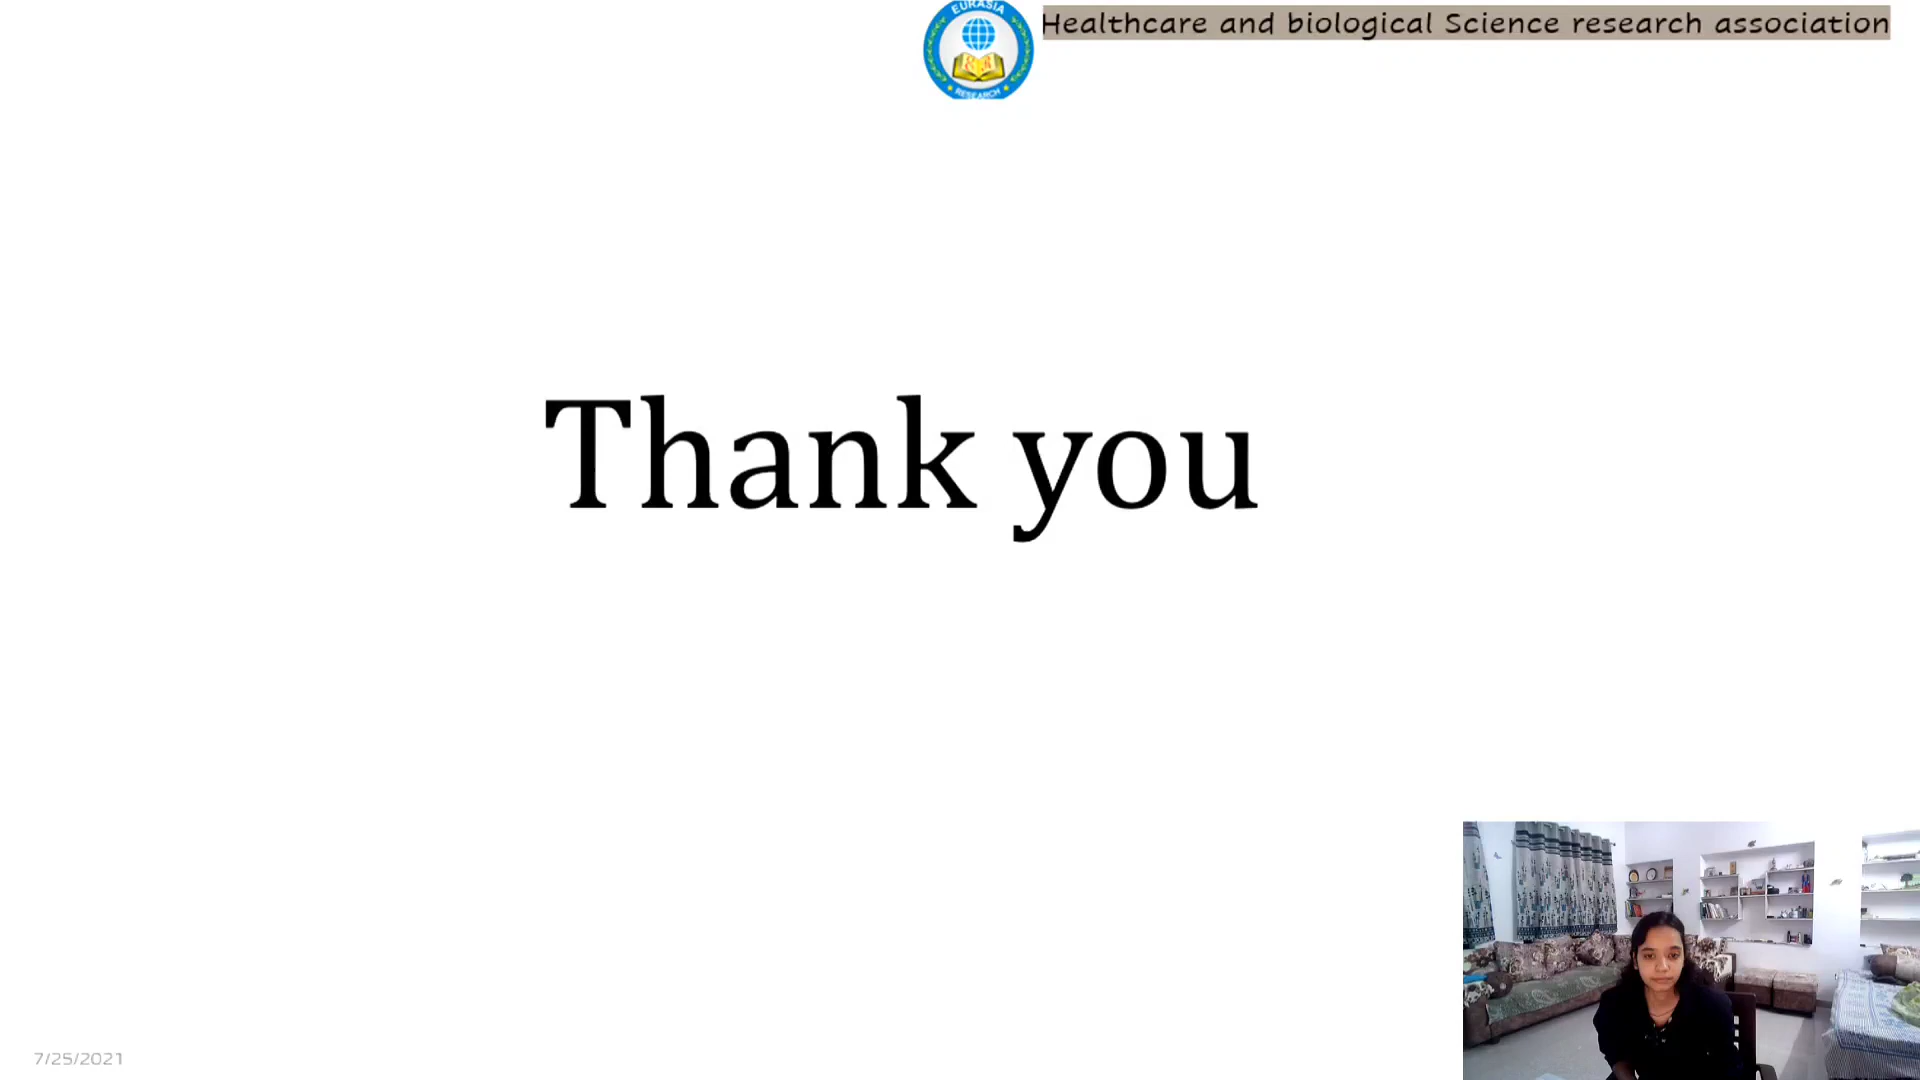 EURASIA
RESEARCH
Healthcare and biological Science research association
Thank you
7/25/2021